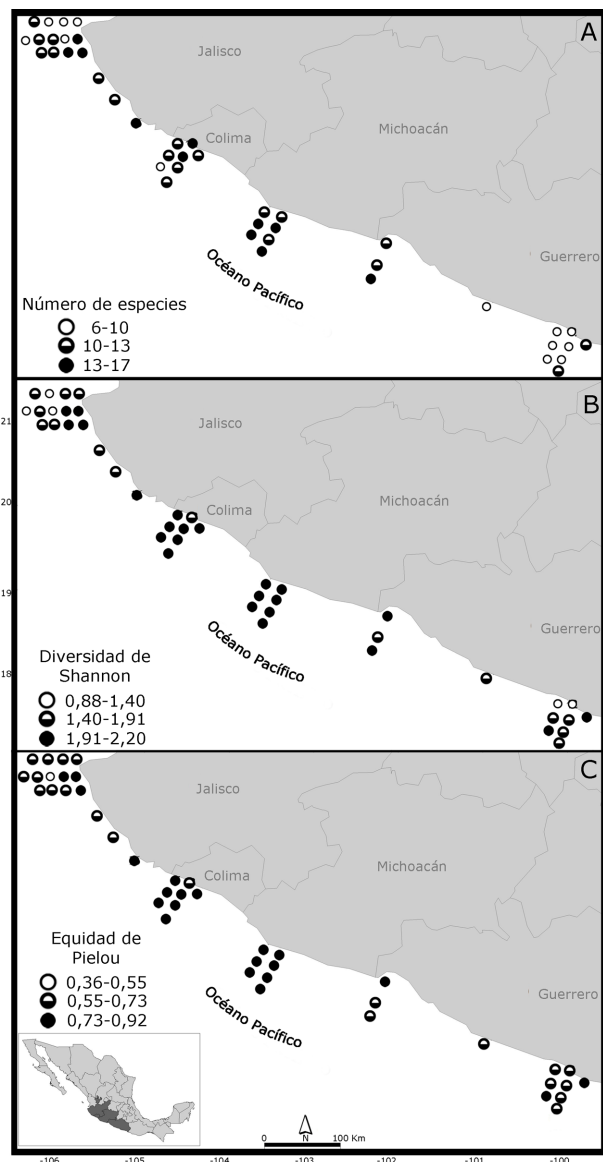 A
Jalisco
Colima
Michoacán
Guerrero
Océano Pacífico
Número de especies
6-10
10-13
13-17
B
21
20
19
18
Jalisco
Colima
Michoacán
Guerrero
Océano Pacífico
Diversidad de
Shannon
0,88-1,40
1,40-1,91
1,91-2,20
C
Jalisco
Colima
Michoacán
Guerrero
Océano Pacífico
Equidad de
Pielou
0,36-0,55
0,55-0,73
0,73-0,92
0 N 100 Km
-106 -105 -104 -103 -102 -101 -100